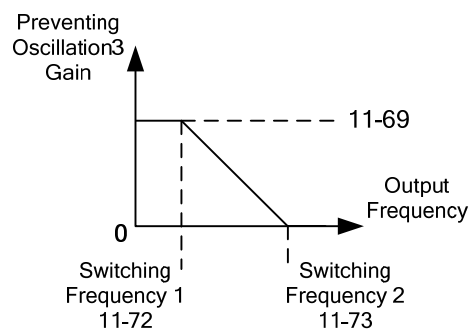 Preventing
Oscillation3
Gain
11-69
Output
Frequency
0
Switching
Frequency 1
11-72
Switching
Frequency 2
11-73